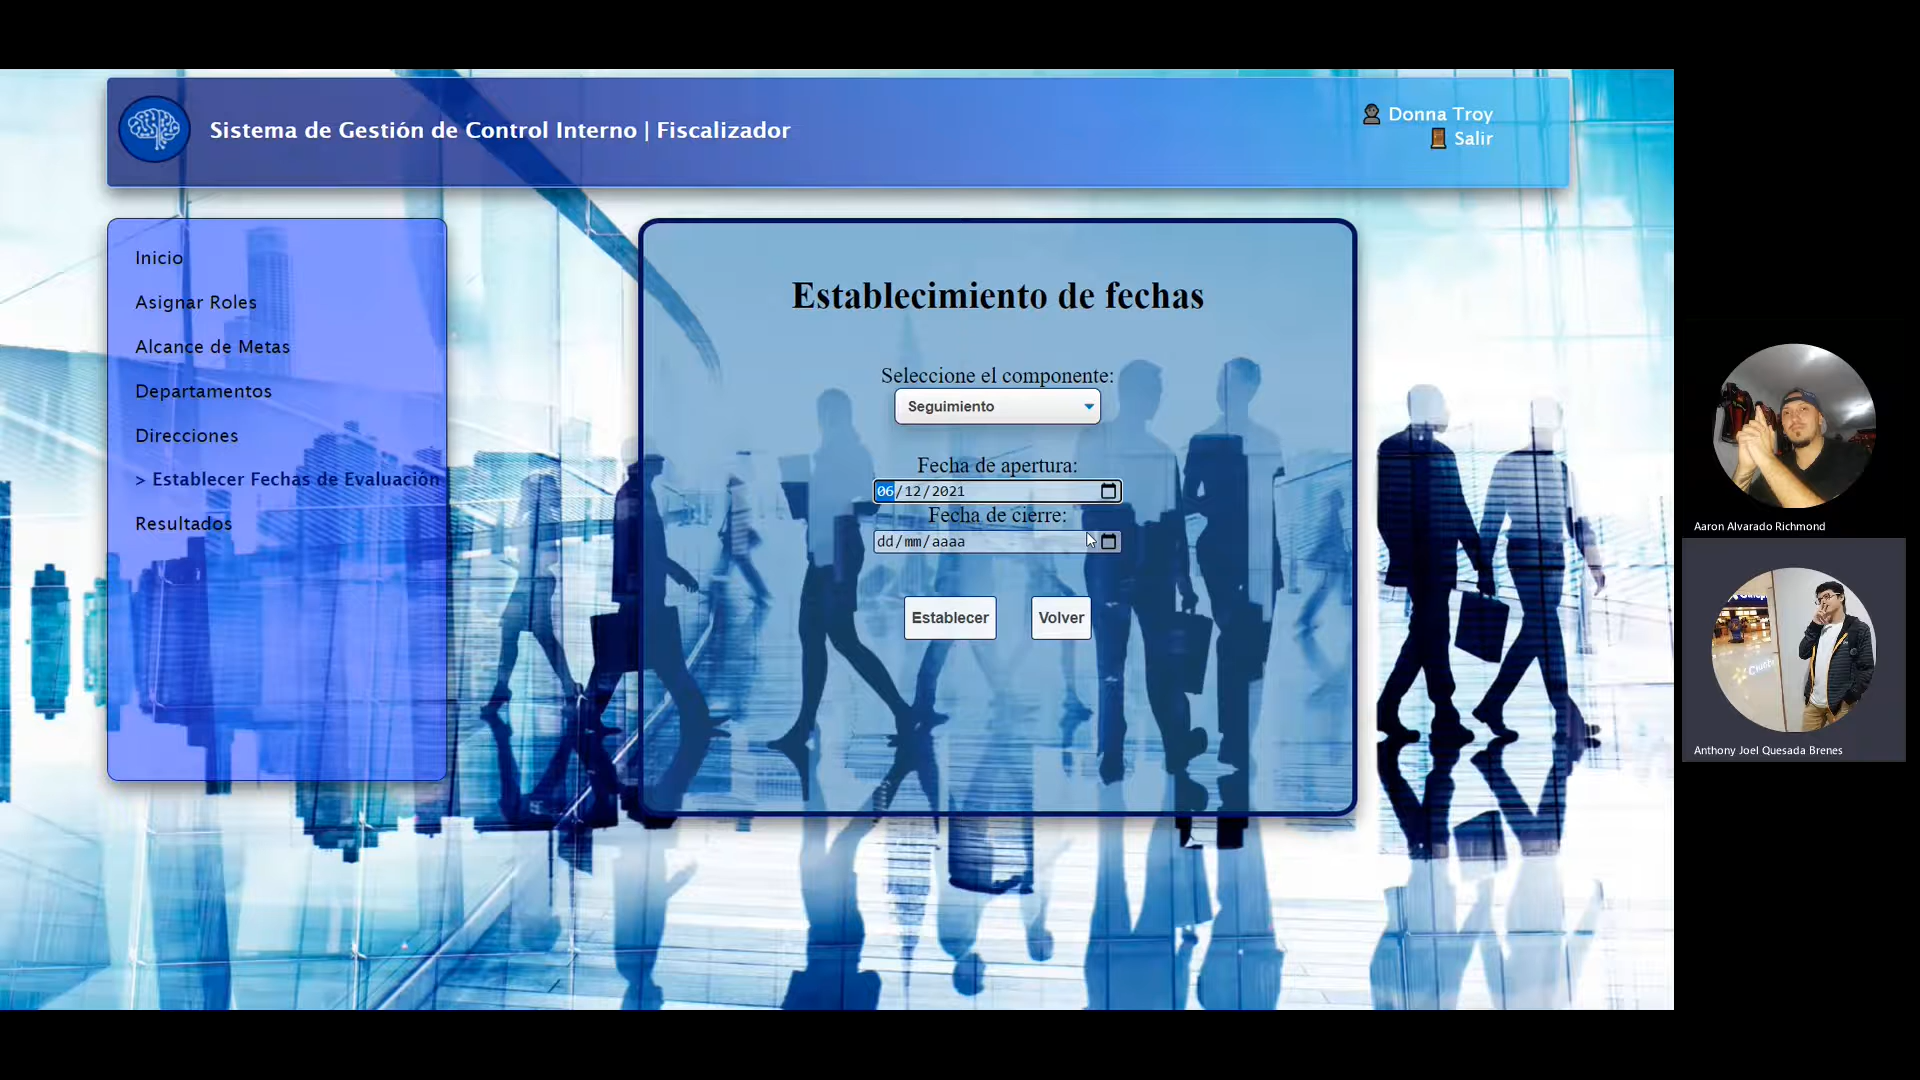 Sistema de Gestión de Control Interno | Fiscalizador
Donna Troy
Salir
Inicio
Asignar Roles
Alcance de Metas
Departamentos
Direcciones
> Establecer Fechas de Evaluación
Resultados
Establecimiento de fechas
Seleccione el componente:
Seguimiento
Fecha de apertura:
06/12/2021
Fecha de cierre:
dd/mm/aaaa
Establecer
Volver
Aaron Alvarado Richmond
Anthony Joel Quesada Brenes